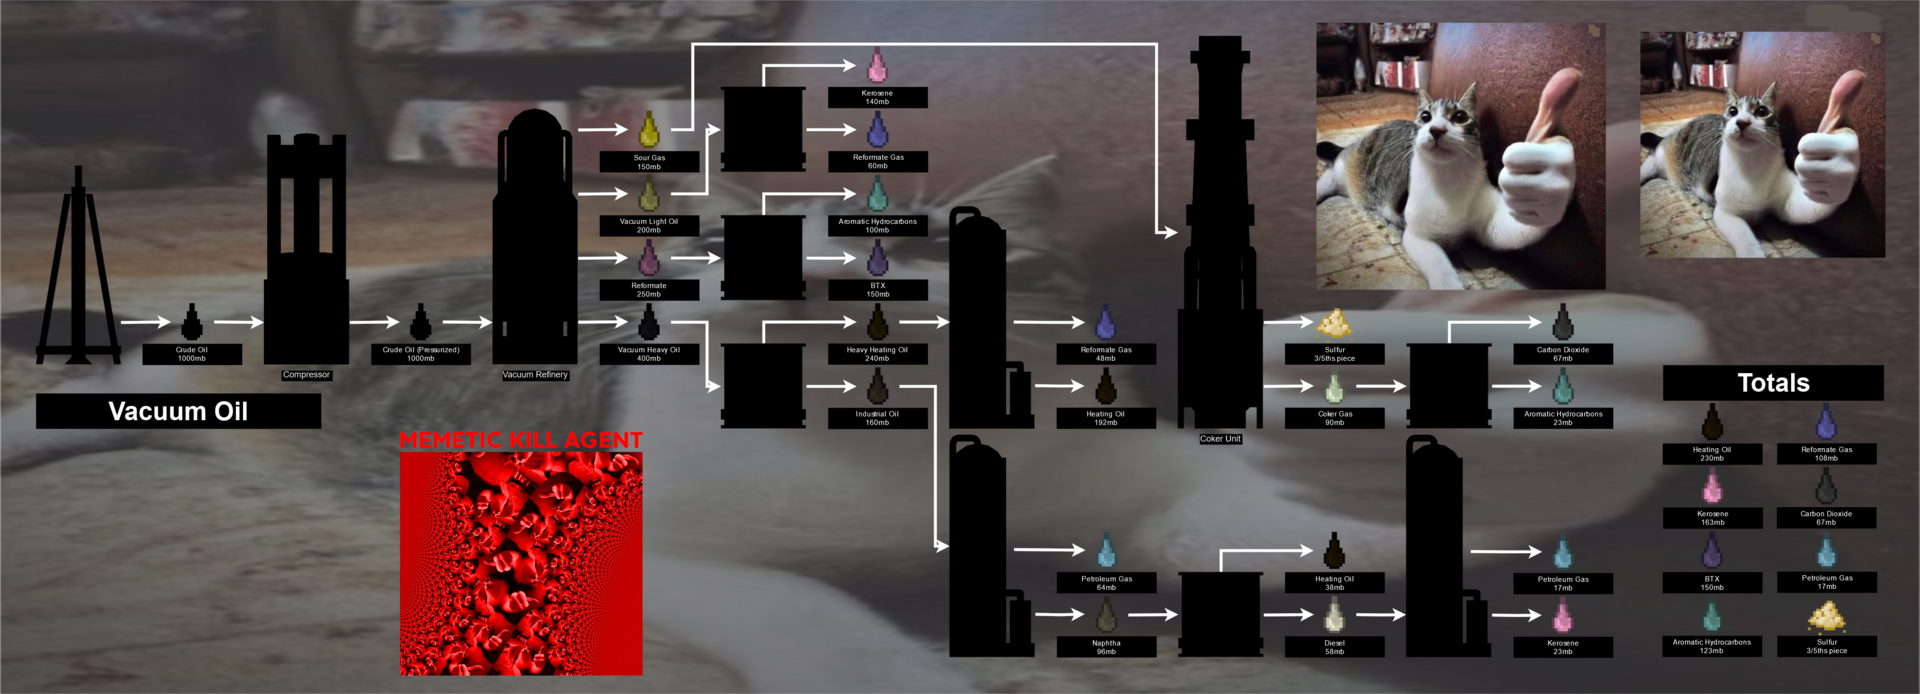 Kerosene
140mb
Sour Gas
150mb
Reformate Gas
60mb
Vacuum Light Oil
200mb
Aromatic Hydrocarbons
100mb
Reformate
250mb
BTX
150mb
Crude Oil
1000mb
Compressor
Crude Oil (Pressurized)
1000mb
Vacuum Refinery
Vacuum Heavy Oil
400mb
Heavy Heating Oil
240mb
Reformate Gas
48mb
Sulfur
3/5ths piece
Carbon Dioxide
67mb
Vacuum Oil
Industrial Oil
160mb
Heating Oil
192mb
Coker Unit
Coker Gas
90mb
Aromatic Hydrocarbons
23mb
MEMETIC KILL AGENT
Petroleum Gas
64mb
Heating Oil
38mb
Petroleum Gas
17mb
Naphtha
96mb
Diesel
58mb
Kerosene
23mb
Totals
Heating Oil
230mb
Reformate Gas
108mb
Kerosene
163mb
Carbon Dioxide
67mb
BTX
150mb
Petroleum Gas
17mb
Aromatic Hydrocarbons
123mb
Sulfur
3/5ths piece